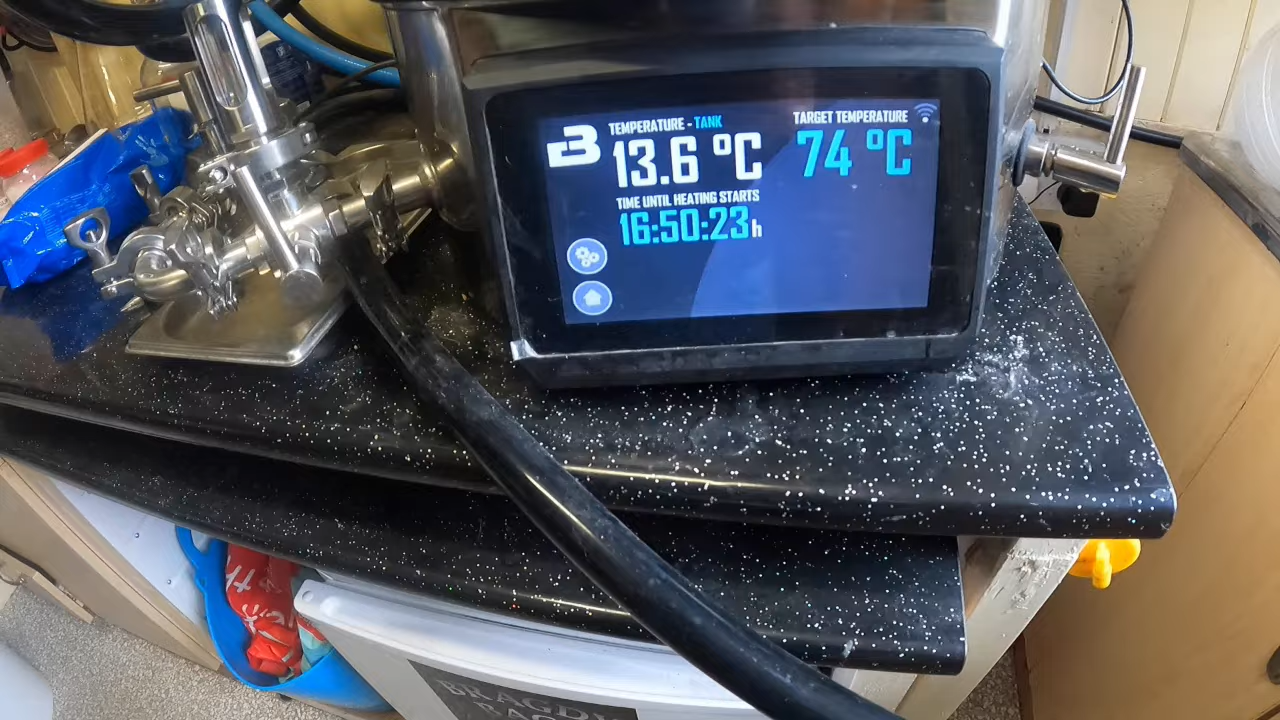 TEMPERATURE - TANK
13.6 °C
TARGET TEMPERATURE
74 °C
TIME UNTIL HEATING STARTS
16:50:23h